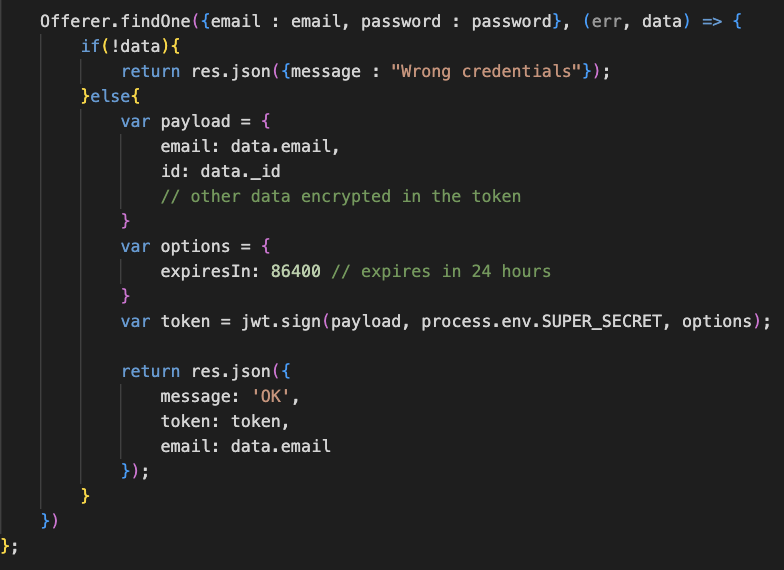 Offerer.findOne({email : email, password : password}, (err, data) => {
if(!data){
return res.json({message : "Wrong credentials"});
}else{
var payload = {
email: data.email,
id: data._id
// other data encrypted in the token
}
var options = {
expiresIn: 86400 // expires in 24 hours
}
var token = jwt.sign(payload, process.env.SUPER_SECRET, options);
return res.json({
message: 'OK',
token: token,
email: data.email
});
}
})
};